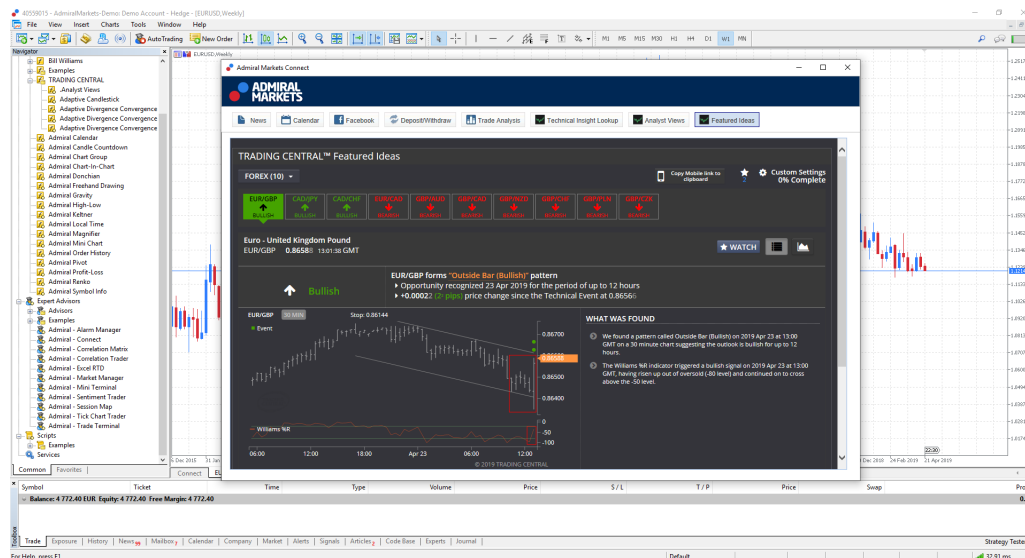 40559015 - AdmiralMarkets-Demo: Demo Account - Hedge - [EURUSD,Weekly]
File View Insert Charts Tools Window Help
AutoTrading New Order M1 M5 M15 M30 H1 H4 D1 W1 MN
Navigator
Bill Williams
Examples
TRADING CENTRAL
.Analyst Views
Adaptive Candlestick
Adaptive Divergence Convergence
Adaptive Divergence Convergence
Adaptive Divergence Convergence
Admiral Calendar
Admiral Candle Countdown
Admiral Chart Group
Admiral Chart-In-Chart
Admiral Donchian
Admiral Freehand Drawing
Admiral Gravity
Admiral High-Low
Admiral Keltner
Admiral Local Time
Admiral Magnifier
Admiral Mini Chart
Admiral Order History
Admiral Pivot
Admiral Profit-Loss
Admiral Renko
Admiral Symbol Info
Expert Advisors
Advisors
Examples
Admiral - Alarm Manager
Admiral - Connect
Admiral - Correlation Matrix
Admiral - Correlation Trader
Admiral - Excel RTD
Admiral - Market Manager
Admiral - Mini Terminal
Admiral - Sentiment Trader
Admiral - Session Map
Admiral - Tick Chart Trader
Admiral - Trade Terminal
Scripts
Examples
Services
Common Favorites
EURUSD,Weekly
Admiral Markets Connect
ADMIRAL
MARKETS
News Calendar Facebook Deposit/Withdraw Trade Analysis Technical Insight Lookup Analyst Views Featured Ideas
TRADING CENTRAL™ Featured Ideas
FOREX (10)
Copy Mobile link to
clipboard
Custom Settings
0% Complete
EUR/GBP CAD/JPY CAD/CHF EUR/CAD GBP/AUD GBP/CAD GBP/NZD GBP/CHF GBP/PLN GBP/CZK
BULLISH BULLISH BULLISH BEARISH BEARISH BEARISH BEARISH BEARISH BEARISH BEARISH
Euro - United Kingdom Pound
EUR/GBP 0.86588 13:01:38 GMT
WATCH
Bullish
EUR/GBP forms "Outside Bar (Bullish)" pattern
Opportunity recognized 23 Apr 2019 for the period of up to 12 hours
+0.00022 (2² pips) price change since the Technical Event at 0.86566
EUR/GBP 30 MIN Stop: 0.86144
Event
0.86700
0.86588
0.86500
0.86400
Williams %R
0
-50
-100
06:00 12:00 18:00 Apr 23 06:00 12:00
© 2019 TRADING CENTRAL
WHAT WAS FOUND
We found a pattern called Outside Bar (Bullish) on 2019 Apr 23 at 13:00
GMT on a 30 minute chart suggesting the outlook is bullish for up to 12
hours.
The Williams %R indicator triggered a bullish signal on 2019 Apr 23 at 13:00
GMT, having risen up out of oversold (-80 level) and continued on to cross
above the -50 level.
22:30
Dec 2015 31 Jan
Dec 2018 24 Feb 2019 21 Apr 2019
Connect
Symbol Ticket Time Type Volume Price S / L T / P Price Swap
Balance: 4 772.40 EUR Equity: 4 772.40 Free Margin: 4 772.40
Toolbox
Trade Exposure History News Mailbox Calendar Company Market Alerts Signals Articles Code Base Experts Journal
Strategy Tester
For Help, press F1
Default
32.91 ms